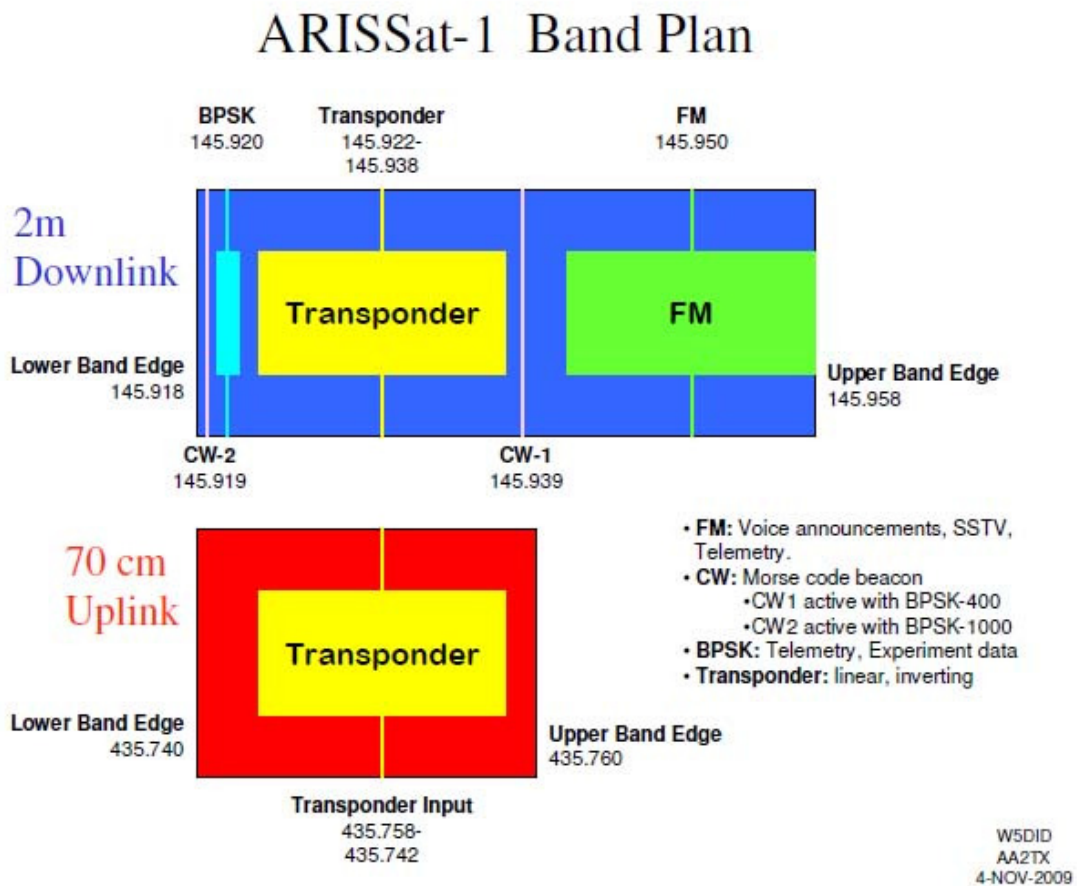 ARISSat-1 Band Plan
BPSK
145.920
Transponder
145.922-
145.938
FM
145.950
2m
Downlink
Transponder
FM
Lower Band Edge
145.918
Upper Band Edge
145.958
CW-2
145.919
CW-1
145.939
70 cm
Uplink
Transponder
Lower Band Edge
435.740
Upper Band Edge
435.760
Transponder Input
435.758-
435.742
• FM: Voice announcements, SSTV,
Telemetry.
• CW: Morse code beacon
•CW1 active with BPSK-400
•CW2 active with BPSK-1000
• BPSK: Telemetry, Experiment data
• Transponder: linear, inverting
W5DID
AA2TX
4-NOV-2009